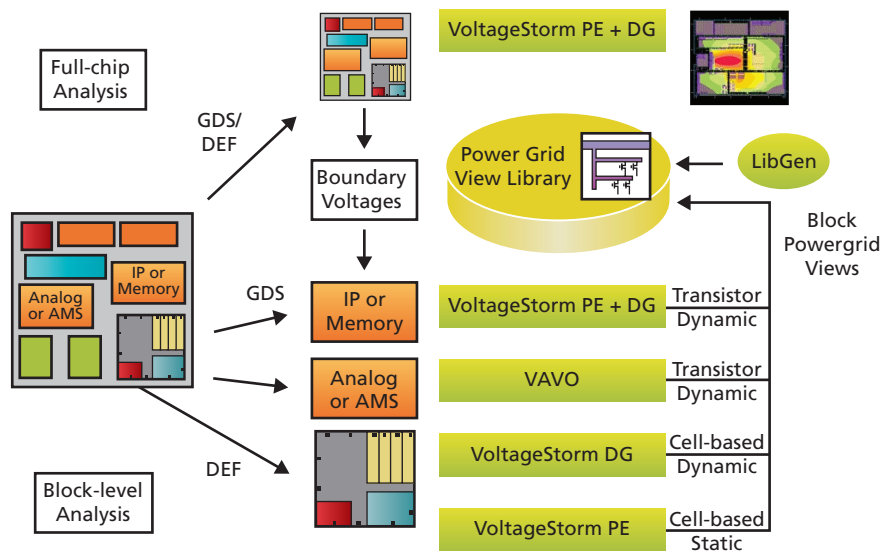 VoltageStorm PE + DG
Full-chip
Analysis
GDS/
DEF
Power Grid
View Library
LibGen
Boundary
Voltages
Block
Powergrid
Views
IP or
Memory
Analog
or AMS
GDS
IP or
Memory
VoltageStorm PE + DG
Transistor
Dynamic
Analog
or AMS
VAVO
Transistor
Dynamic
DEF
VoltageStorm DG
Cell-based
Dynamic
Block-level
Analysis
VoltageStorm PE
Cell-based
Static